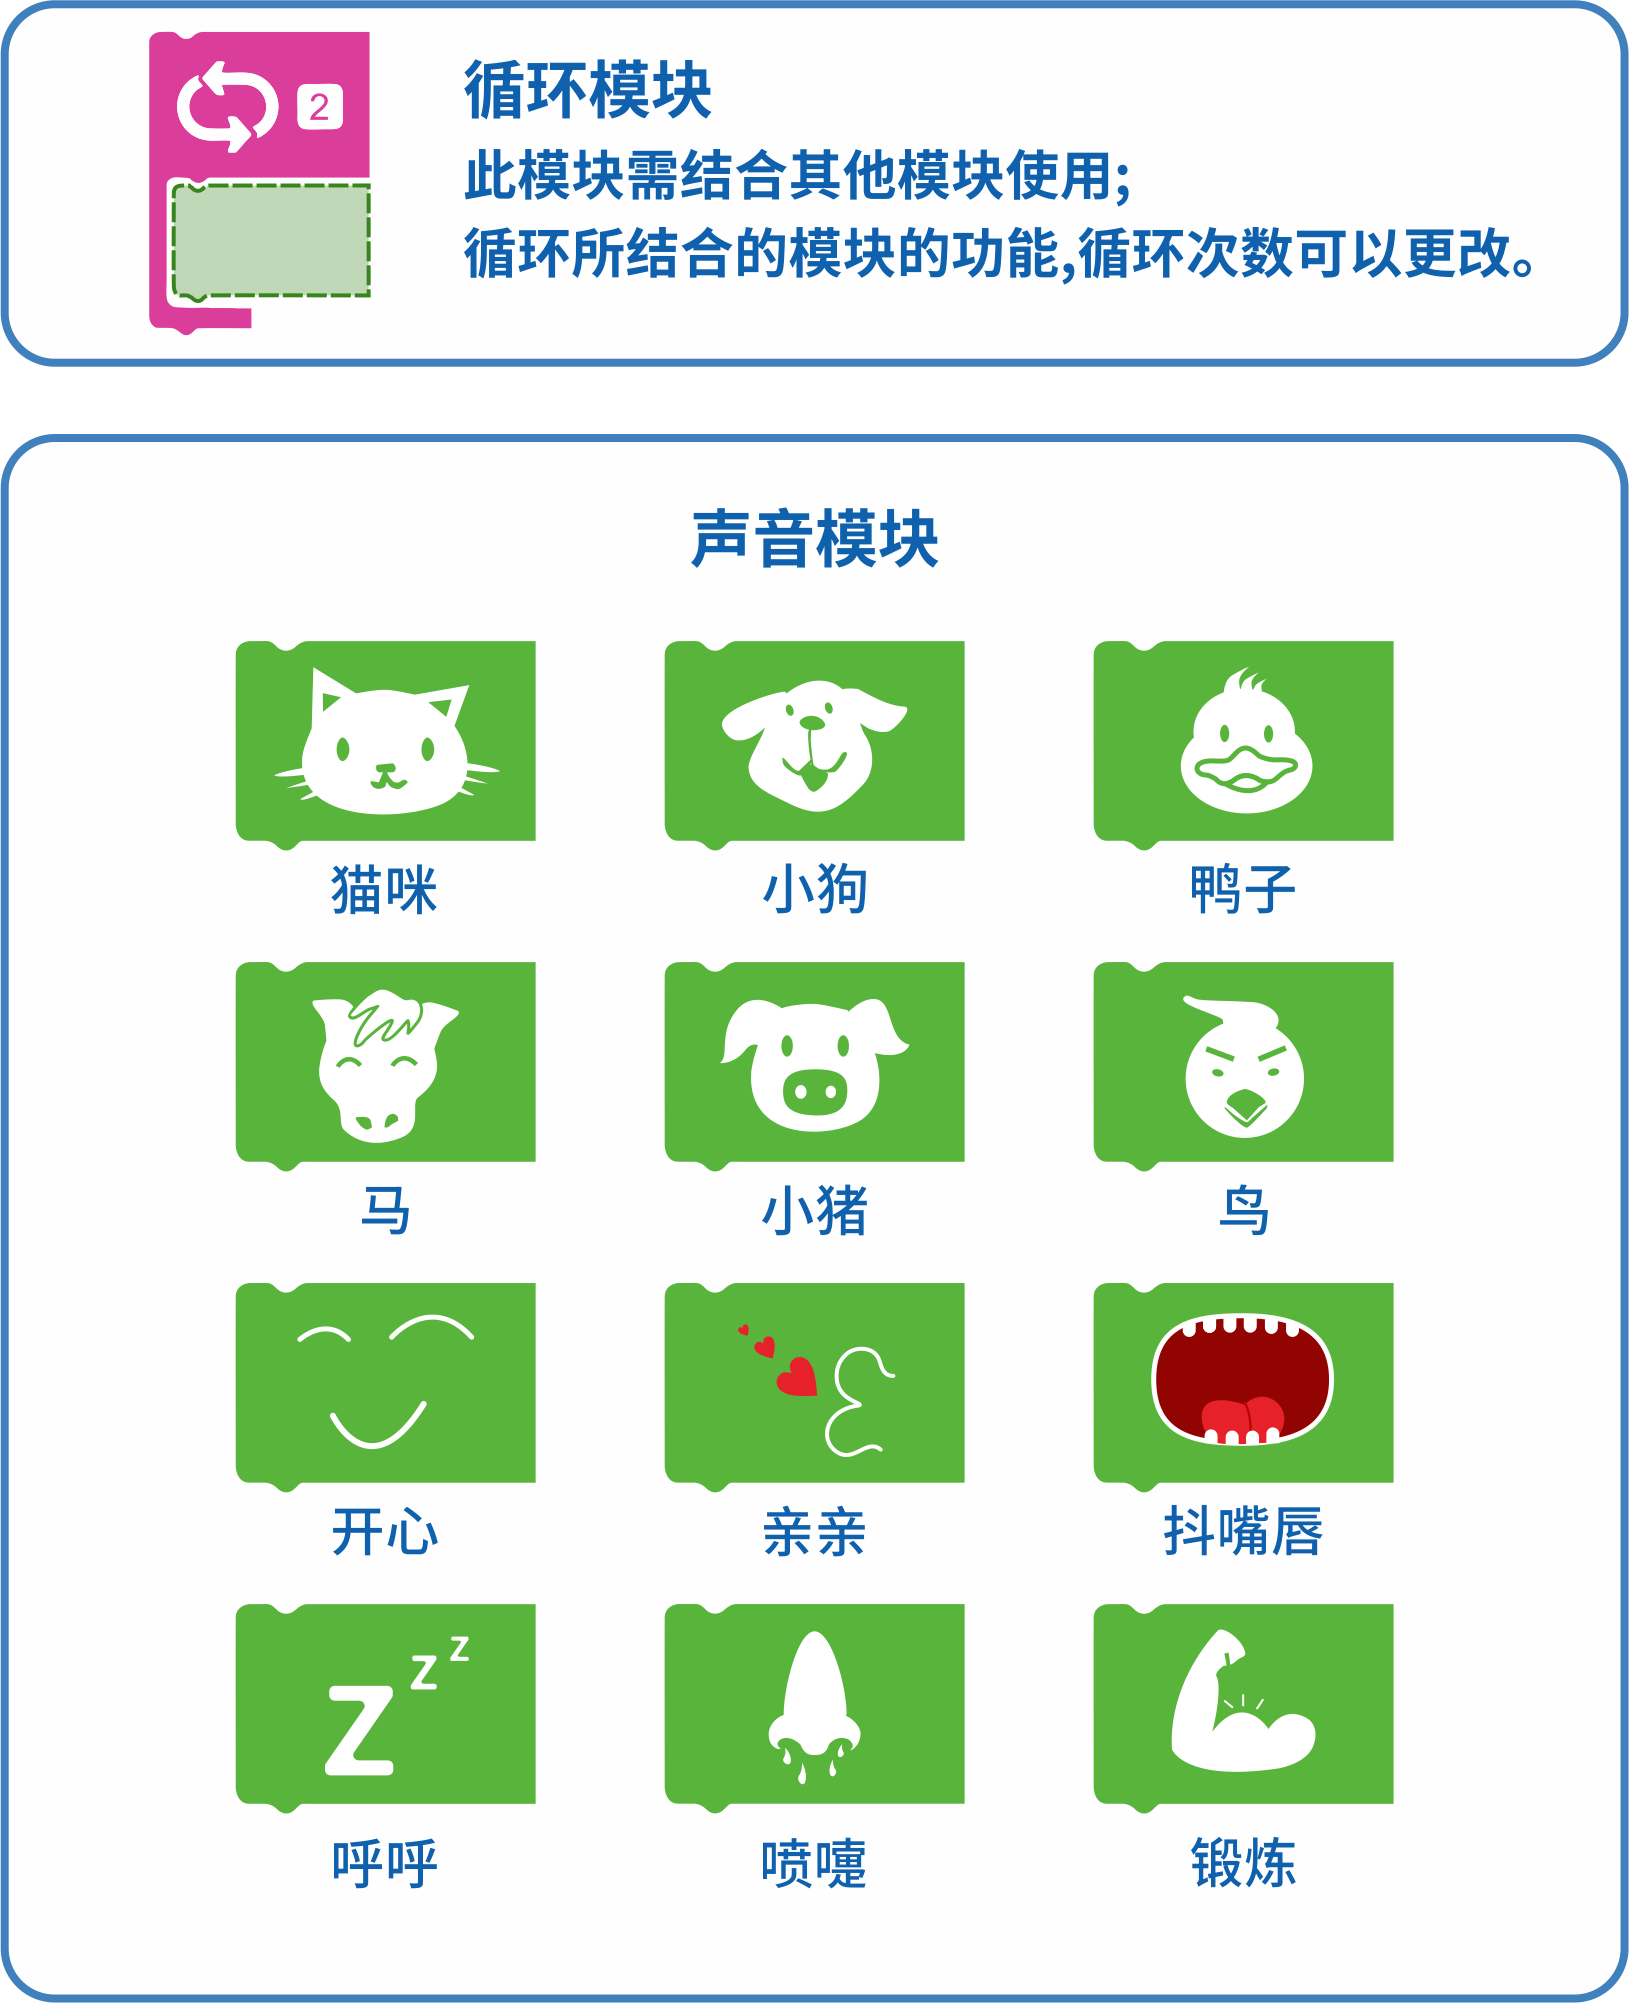 2
循环模块
此模块需结合其他模块使用;
循环所结合的模块的功能,循环次数可以更改。
声音模块
猫咪
小狗
鸭子
马
小猪
鸟
开心
亲亲
抖嘴唇
z
z
z
呼呼
喷嚏
锻炼